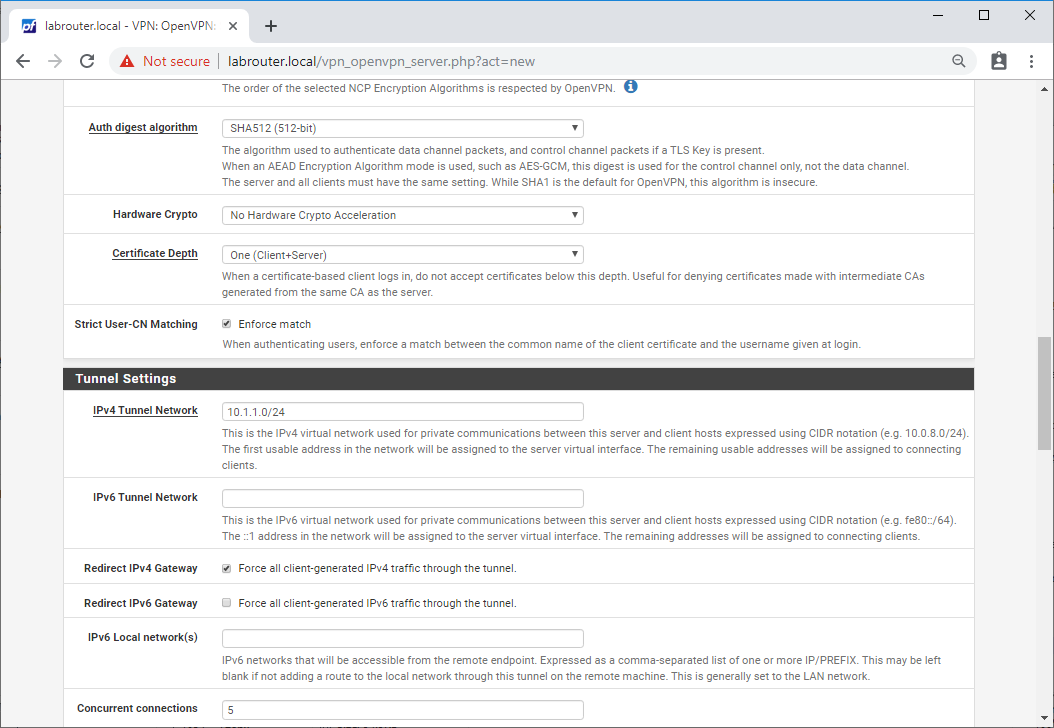 labrouter.local - VPN: OpenVPN:
Not secure
labrouter.local/vpn_openvpn_server.php?act=new
The order of the selected NCP Encryption Algorithms is respected by OpenVPN.
Auth digest algorithm
SHA512 (512-bit)
The algorithm used to authenticate data channel packets, and control channel packets if a TLS Key is present.
When an AEAD Encryption Algorithm mode is used, such as AES-GCM, this digest is used for the control channel only, not the data channel.
The server and all clients must have the same setting. While SHA1 is the default for OpenVPN, this algorithm is insecure.
Hardware Crypto
No Hardware Crypto Acceleration
Certificate Depth
One (Client+Server)
When a certificate-based client logs in, do not accept certificates below this depth. Useful for denying certificates made with intermediate CAs
generated from the same CA as the server.
Strict User-CN Matching
Enforce match
When authenticating users, enforce a match between the common name of the client certificate and the username given at login.
Tunnel Settings
IPv4 Tunnel Network
10.1.1.0/24
This is the IPv4 virtual network used for private communications between this server and client hosts expressed using CIDR notation (e.g. 10.0.8.0/24).
The first usable address in the network will be assigned to the server virtual interface. The remaining usable addresses will be assigned to connecting
clients.
IPv6 Tunnel Network
This is the IPv6 virtual network used for private communications between this server and client hosts expressed using CIDR notation (e.g. fe80::/64).
The ::1 address in the network will be assigned to the server virtual interface. The remaining addresses will be assigned to connecting clients.
Redirect IPv4 Gateway
Force all client-generated IPv4 traffic through the tunnel.
Redirect IPv6 Gateway
Force all client-generated IPv6 traffic through the tunnel.
IPv6 Local network(s)
IPv6 networks that will be accessible from the remote endpoint. Expressed as a comma-separated list of one or more IP/PREFIX. This may be left
blank if not adding a route to the local network through this tunnel on the remote machine. This is generally set to the LAN network.
Concurrent connections
5